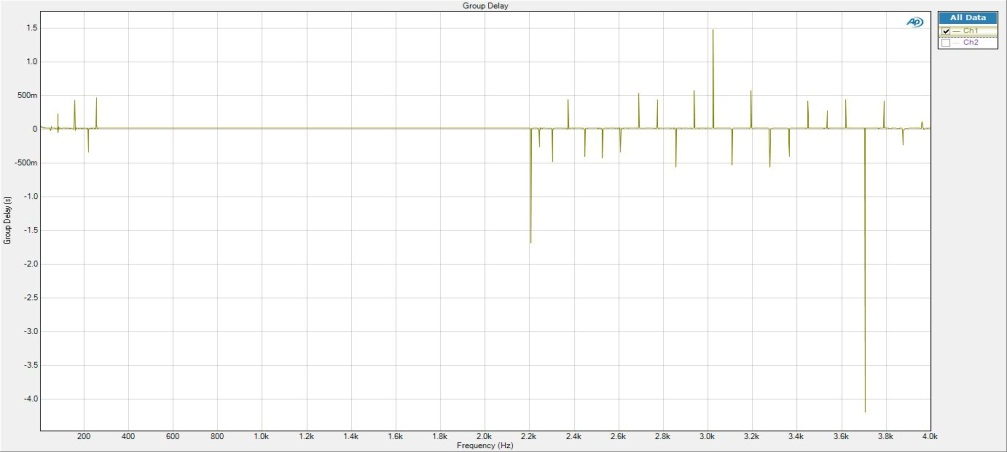 Group Delay
AP
All Data
Ch1
Ch2
1.5
1.0
500m
0
-500m
-1.0
-1.5
-2.0
-2.5
-3.0
-3.5
-4.0
Group Delay (s)
200 400 600 800 1.0k 1.2k 1.4k 1.6k 1.8k 2.0k 2.2k 2.4k 2.6k 2.8k 3.0k 3.2k 3.4k 3.6k 3.8k 4.0k
Frequency (Hz)